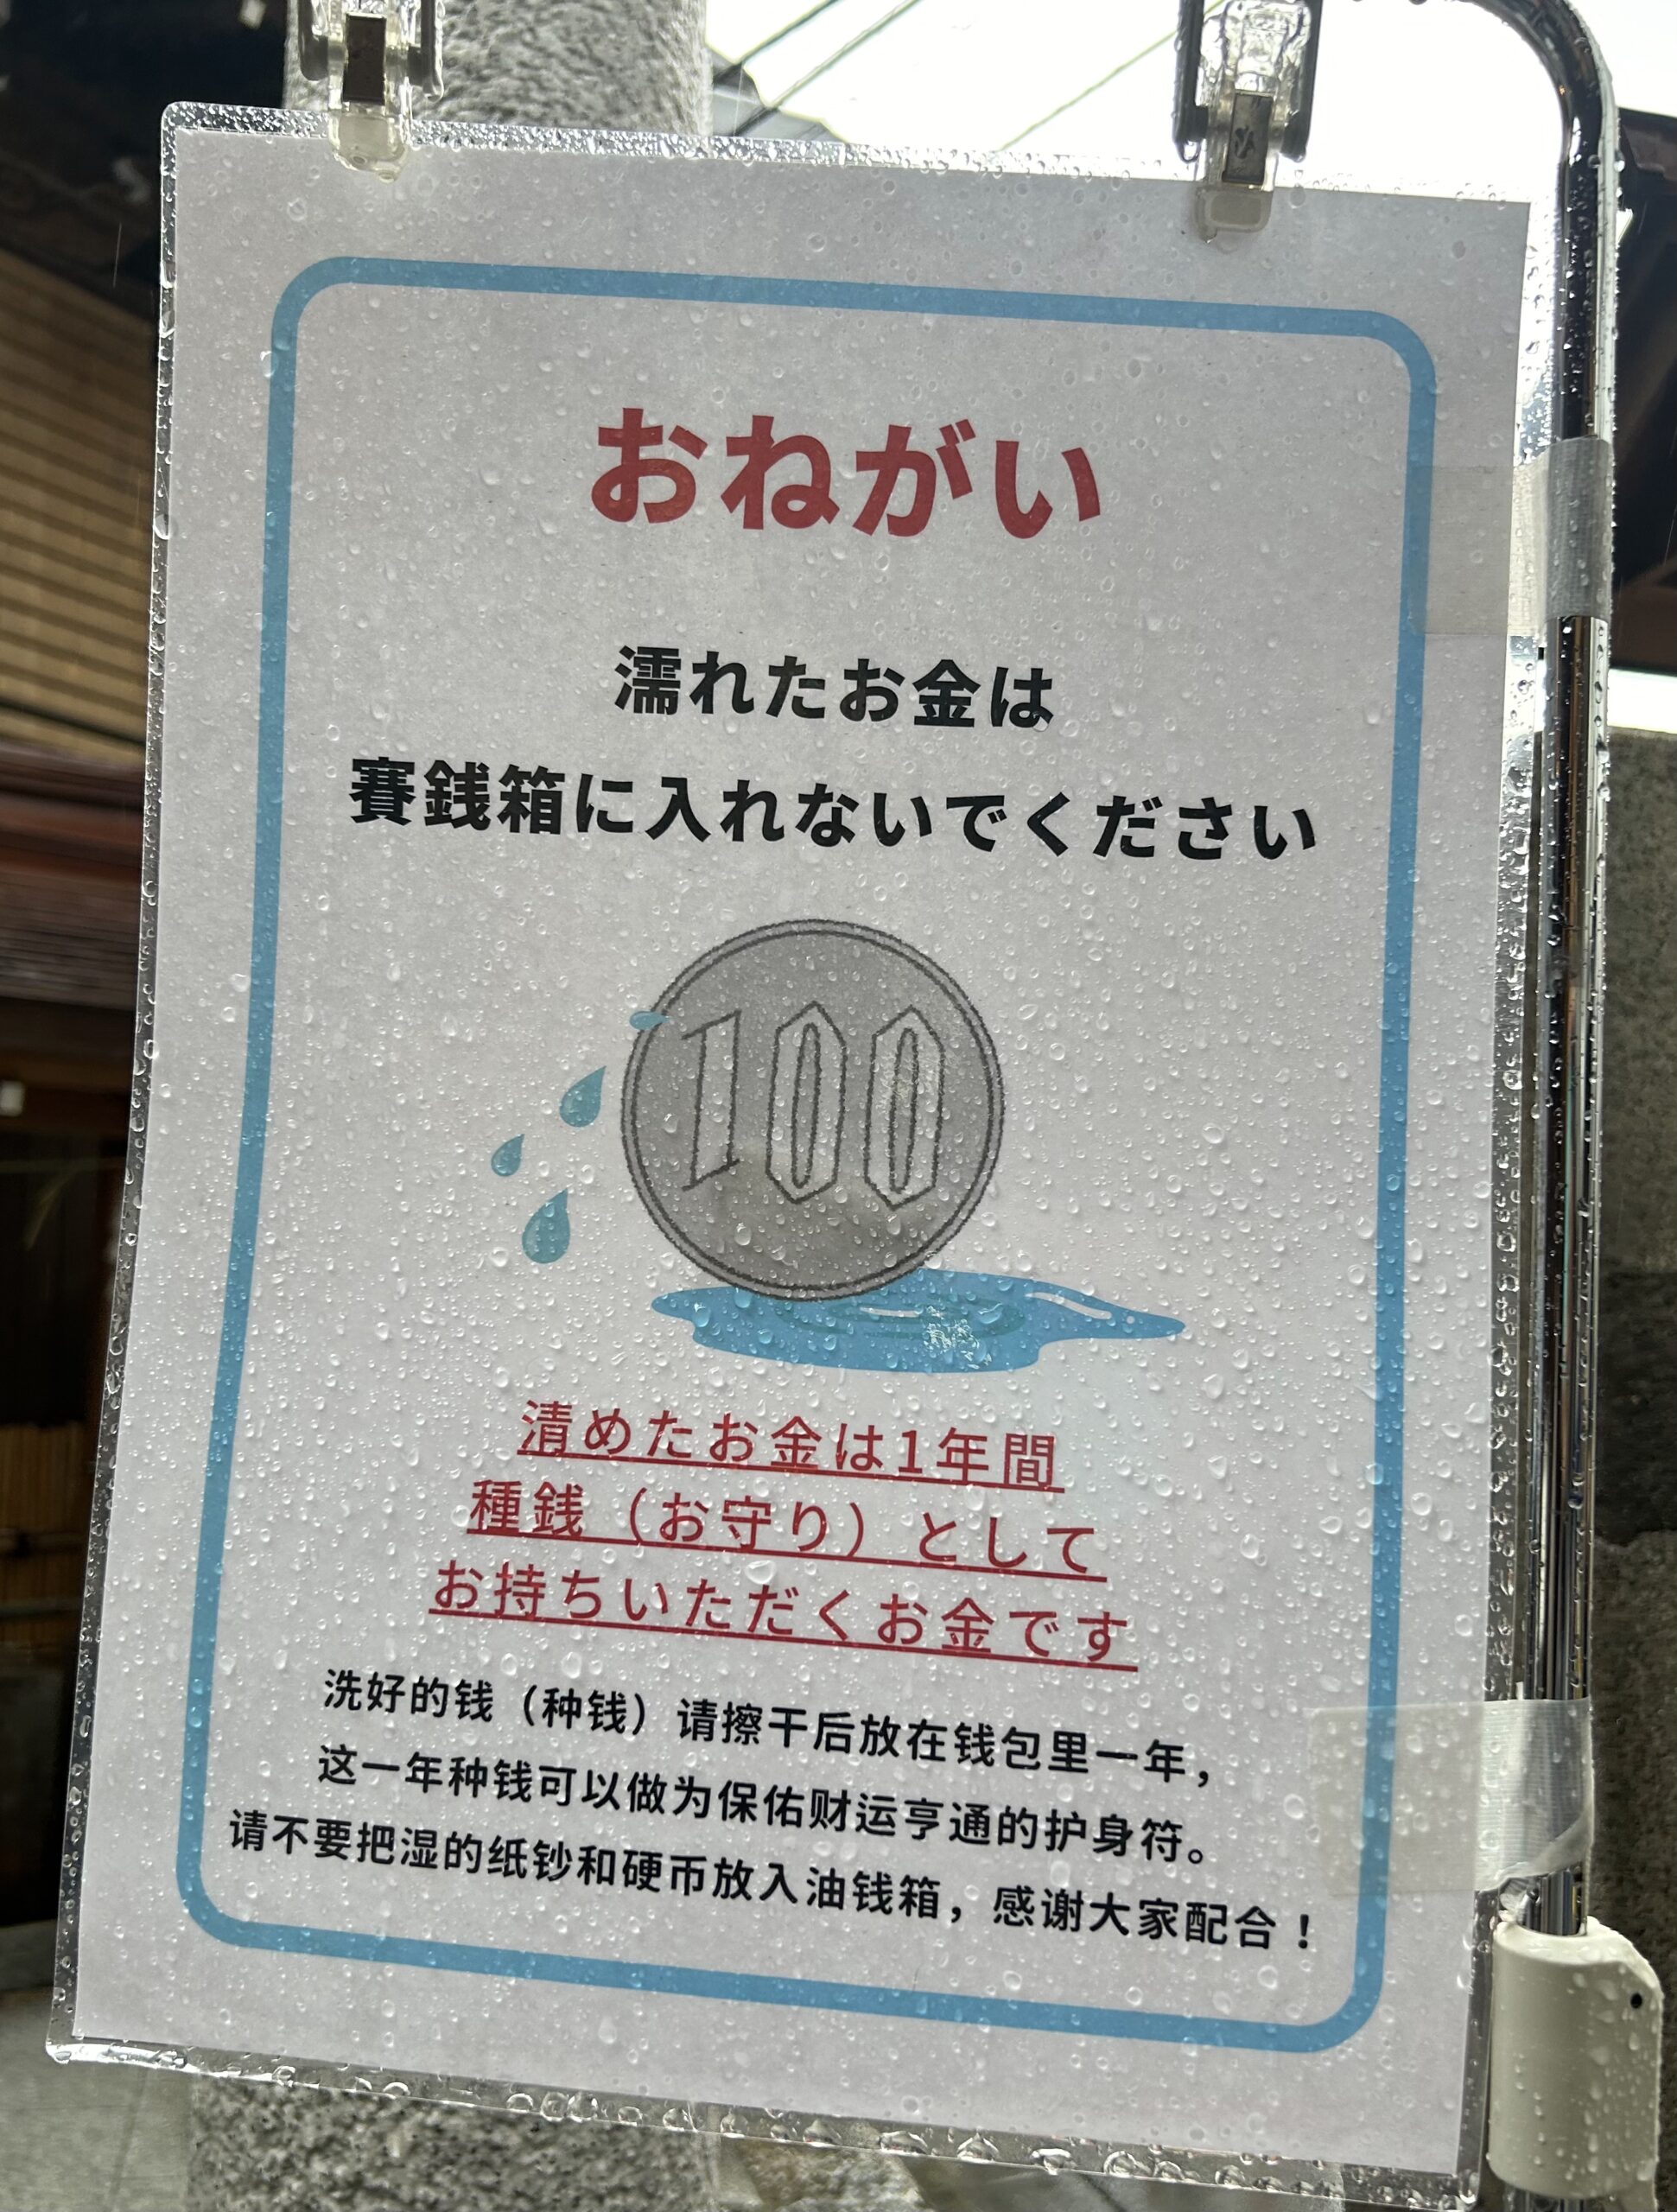 おねがい
濡れたお金は
賽銭箱に入れないでください
100
清めたお金は1年間
種銭（お守り）として
お持ちいただくお金です
洗好的钱（种钱）请擦干后放在钱包里一年，
这一年种钱可以做为保佑财运亨通的护身符。
请不要把湿的纸钞和硬币放入油钱箱，感谢大家配合！